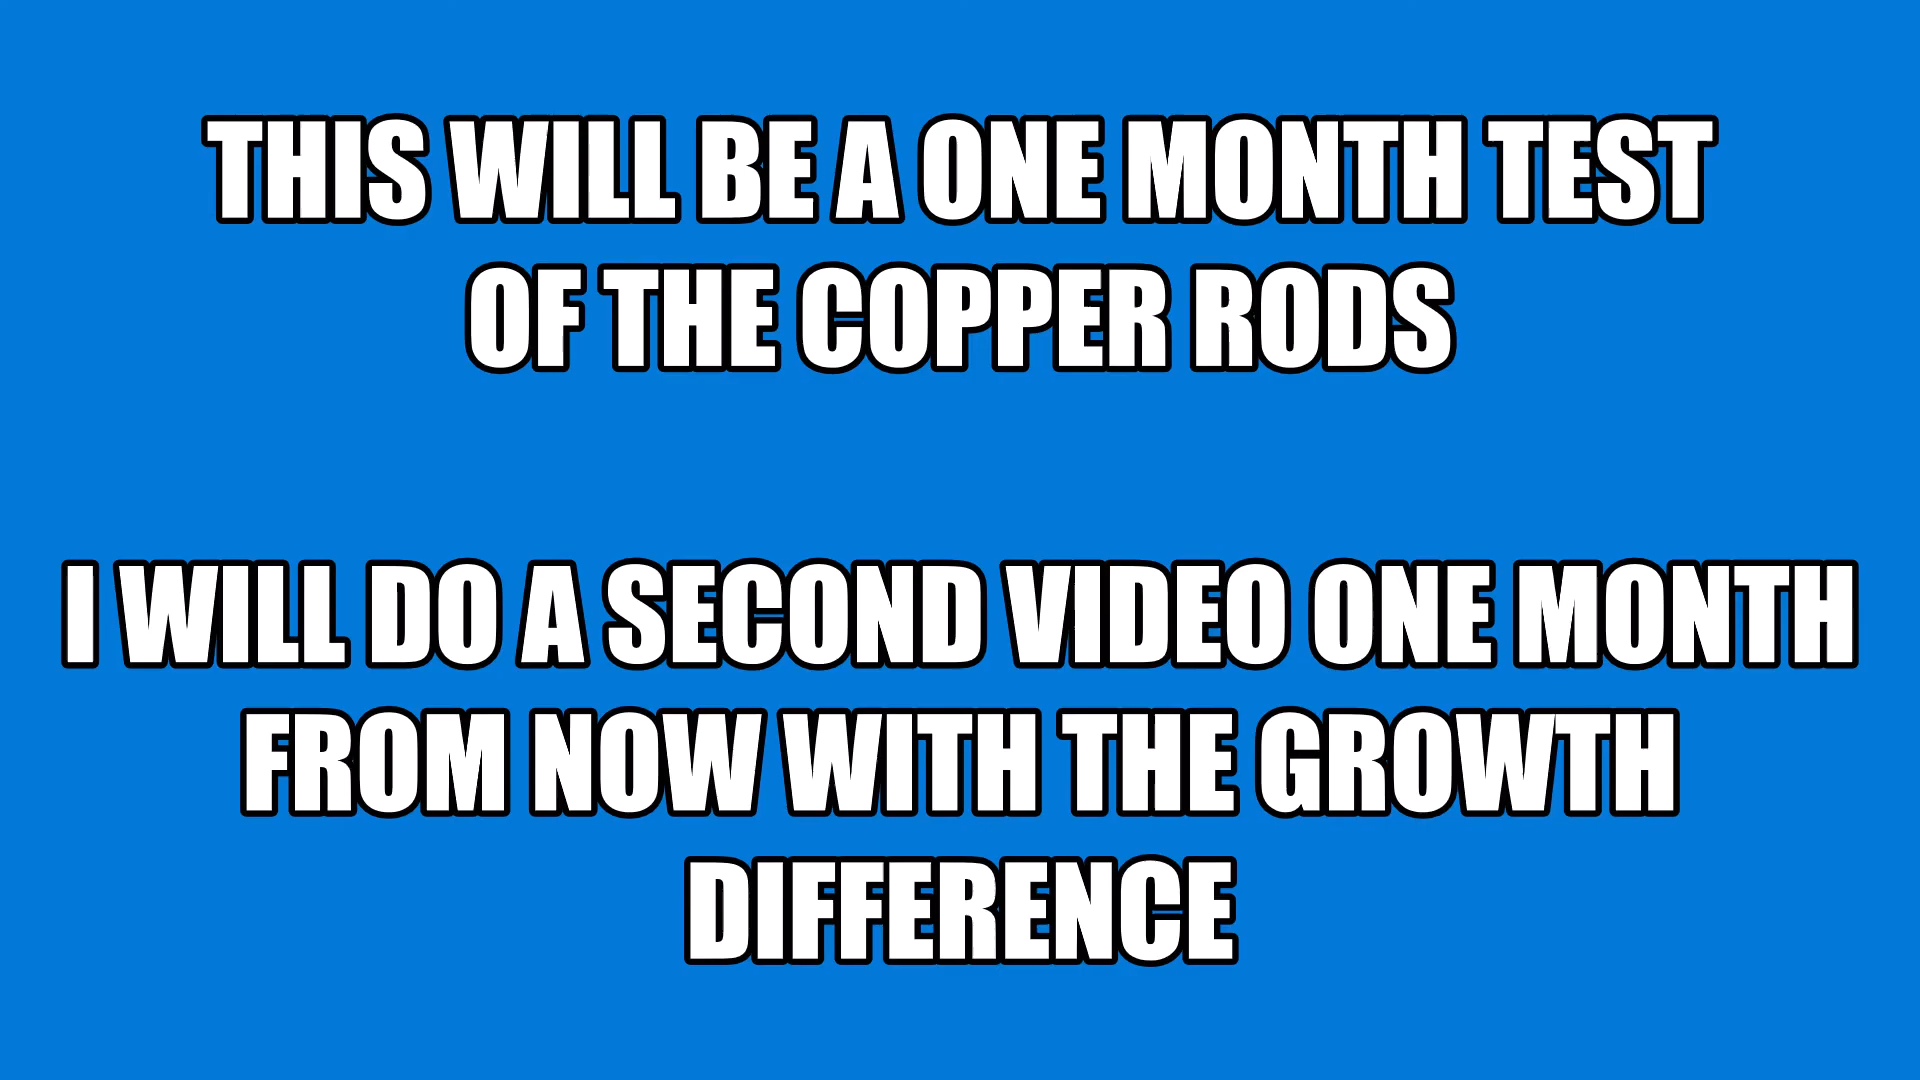 THIS WILL BE A ONE MONTH TEST
OF THE COPPER RODS
I WILL DO A SECOND VIDEO ONE MONTH
FROM NOW WITH THE GROWTH
DIFFERENCE